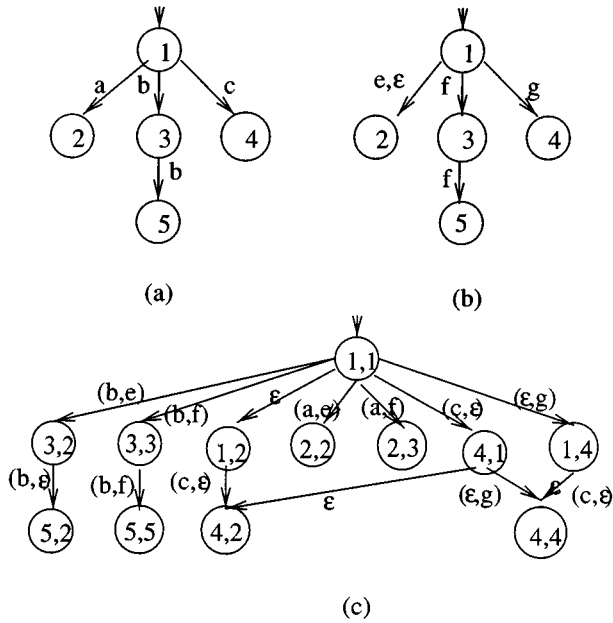 1 1
a b c e,ε f g
2 3 4 2 3 4
b f
5 5
(a) (b)
1,1
(b,e) (b,f) ε (a,e) (a,f) (c,ε) (ε,g)
3,2 3,3 1,2 2,2 2,3 4,1 1,4
(b,ε) (b,f) (c,ε) ε (ε,g) ε (c,ε)
5,2 5,5 4,2 4,4
(c)